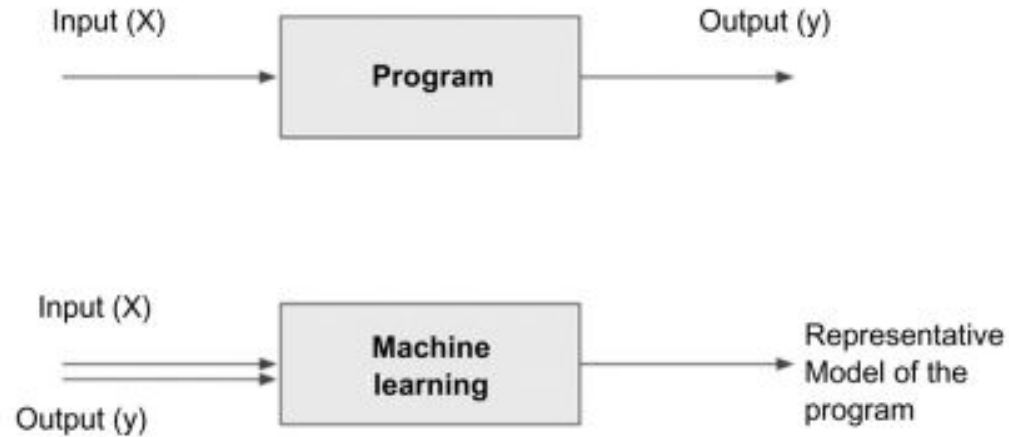 Input (X)
Output (y)
Program
Input (X)
Machine
learning
Output (y)
Representative
Model of the
program